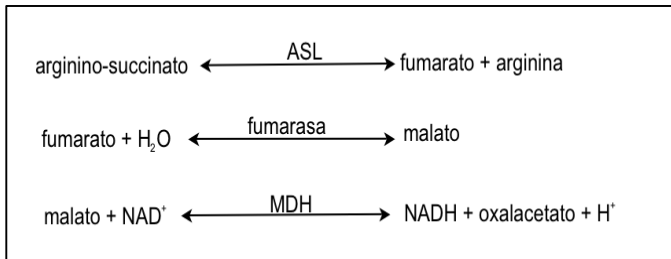 ASL
arginino-succinato ⟷ fumarato + arginina
fumarasa
fumarato + H₂O ⟷ malato
MDH
malato + NAD⁺ ⟷ NADH + oxalacetato + H⁺